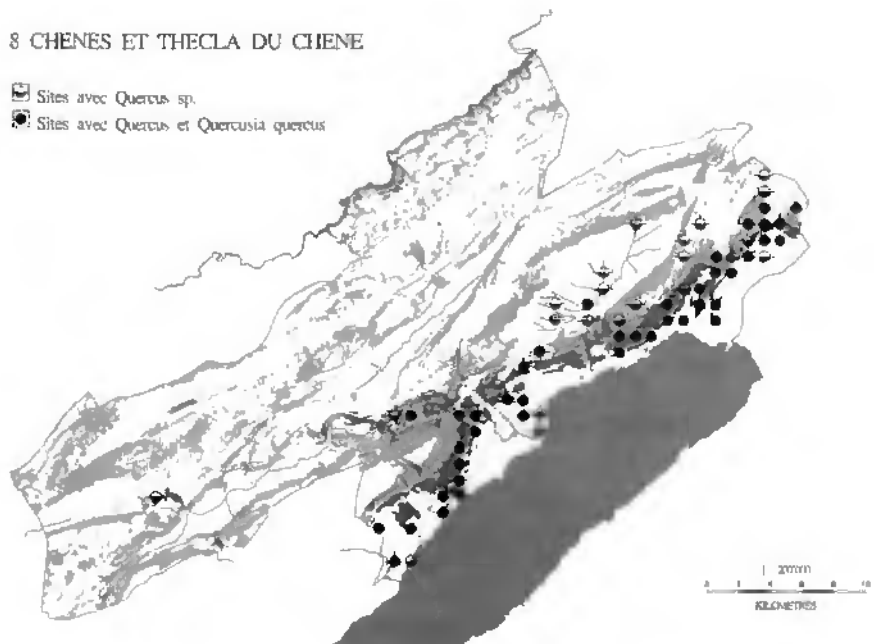 8 CHENES ET THECLA DU CHENE
Sites avec Quercus sp.
Sites avec Quercus et Quercusia quercus
KILOMETRES